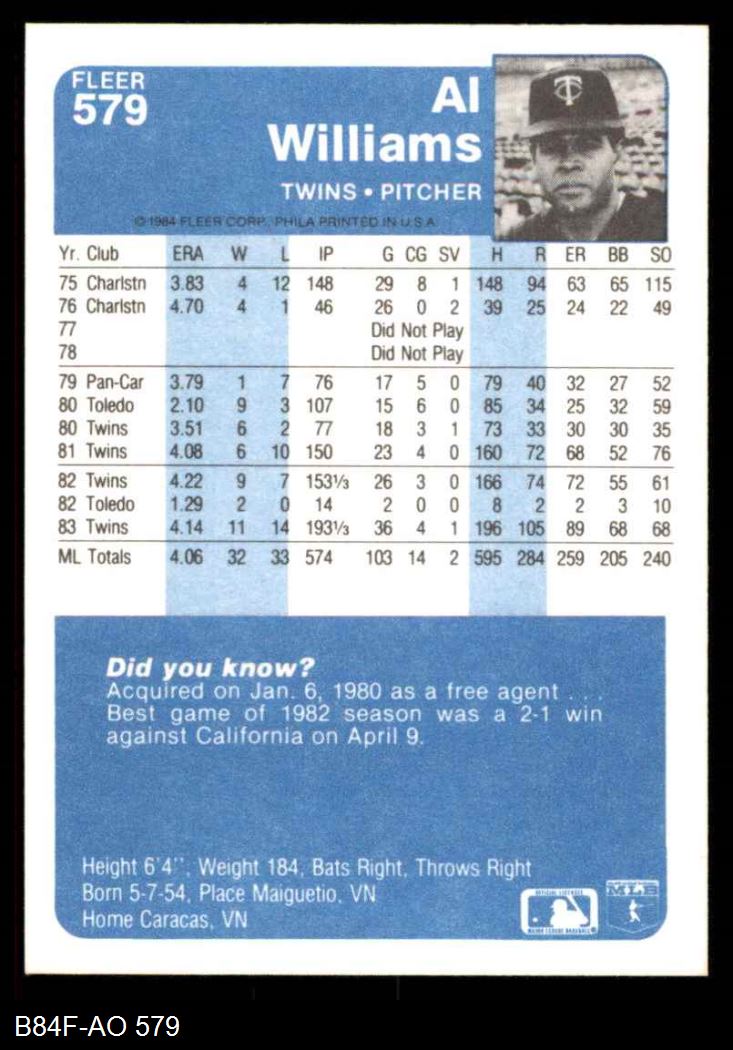 FLEER
579
Al
Williams
TWINS • PITCHER
© 1984 FLEER CORP., PHILA PRINTED IN U.S.A.
Yr. Club ERA W L IP G CG SV H R ER BB SO
75 Charlstn 3.83 4 12 148 29 8 1 148 94 63 65 115
76 Charlstn 4.70 4 1 46 26 0 2 39 25 24 22 49
77 Did Not Play
78 Did Not Play
79 Pan-Car 3.79 1 7 76 17 5 0 79 40 32 27 52
80 Toledo 2.10 9 3 107 15 6 0 85 34 25 32 59
80 Twins 3.51 6 2 77 18 3 1 73 33 30 30 35
81 Twins 4.08 6 10 150 23 4 0 160 72 68 52 76
82 Twins 4.22 9 7 153⅓ 26 3 0 166 74 72 55 61
82 Toledo 1.29 2 0 14 2 0 0 8 2 2 3 10
83 Twins 4.14 11 14 193⅓ 36 4 1 196 105 89 68 68
ML Totals 4.06 32 33 574 103 14 2 595 284 259 205 240
Did you know?
Acquired on Jan. 6, 1980 as a free agent . . .
Best game of 1982 season was a 2-1 win
against California on April 9.
Height 6'4", Weight 184, Bats Right, Throws Right
Born 5-7-54, Place Maiguetio, VN
Home Caracas, VN
OFFICIAL LICENSEE
MAJOR LEAGUE BASEBALL
MLB
B84F-AO 579